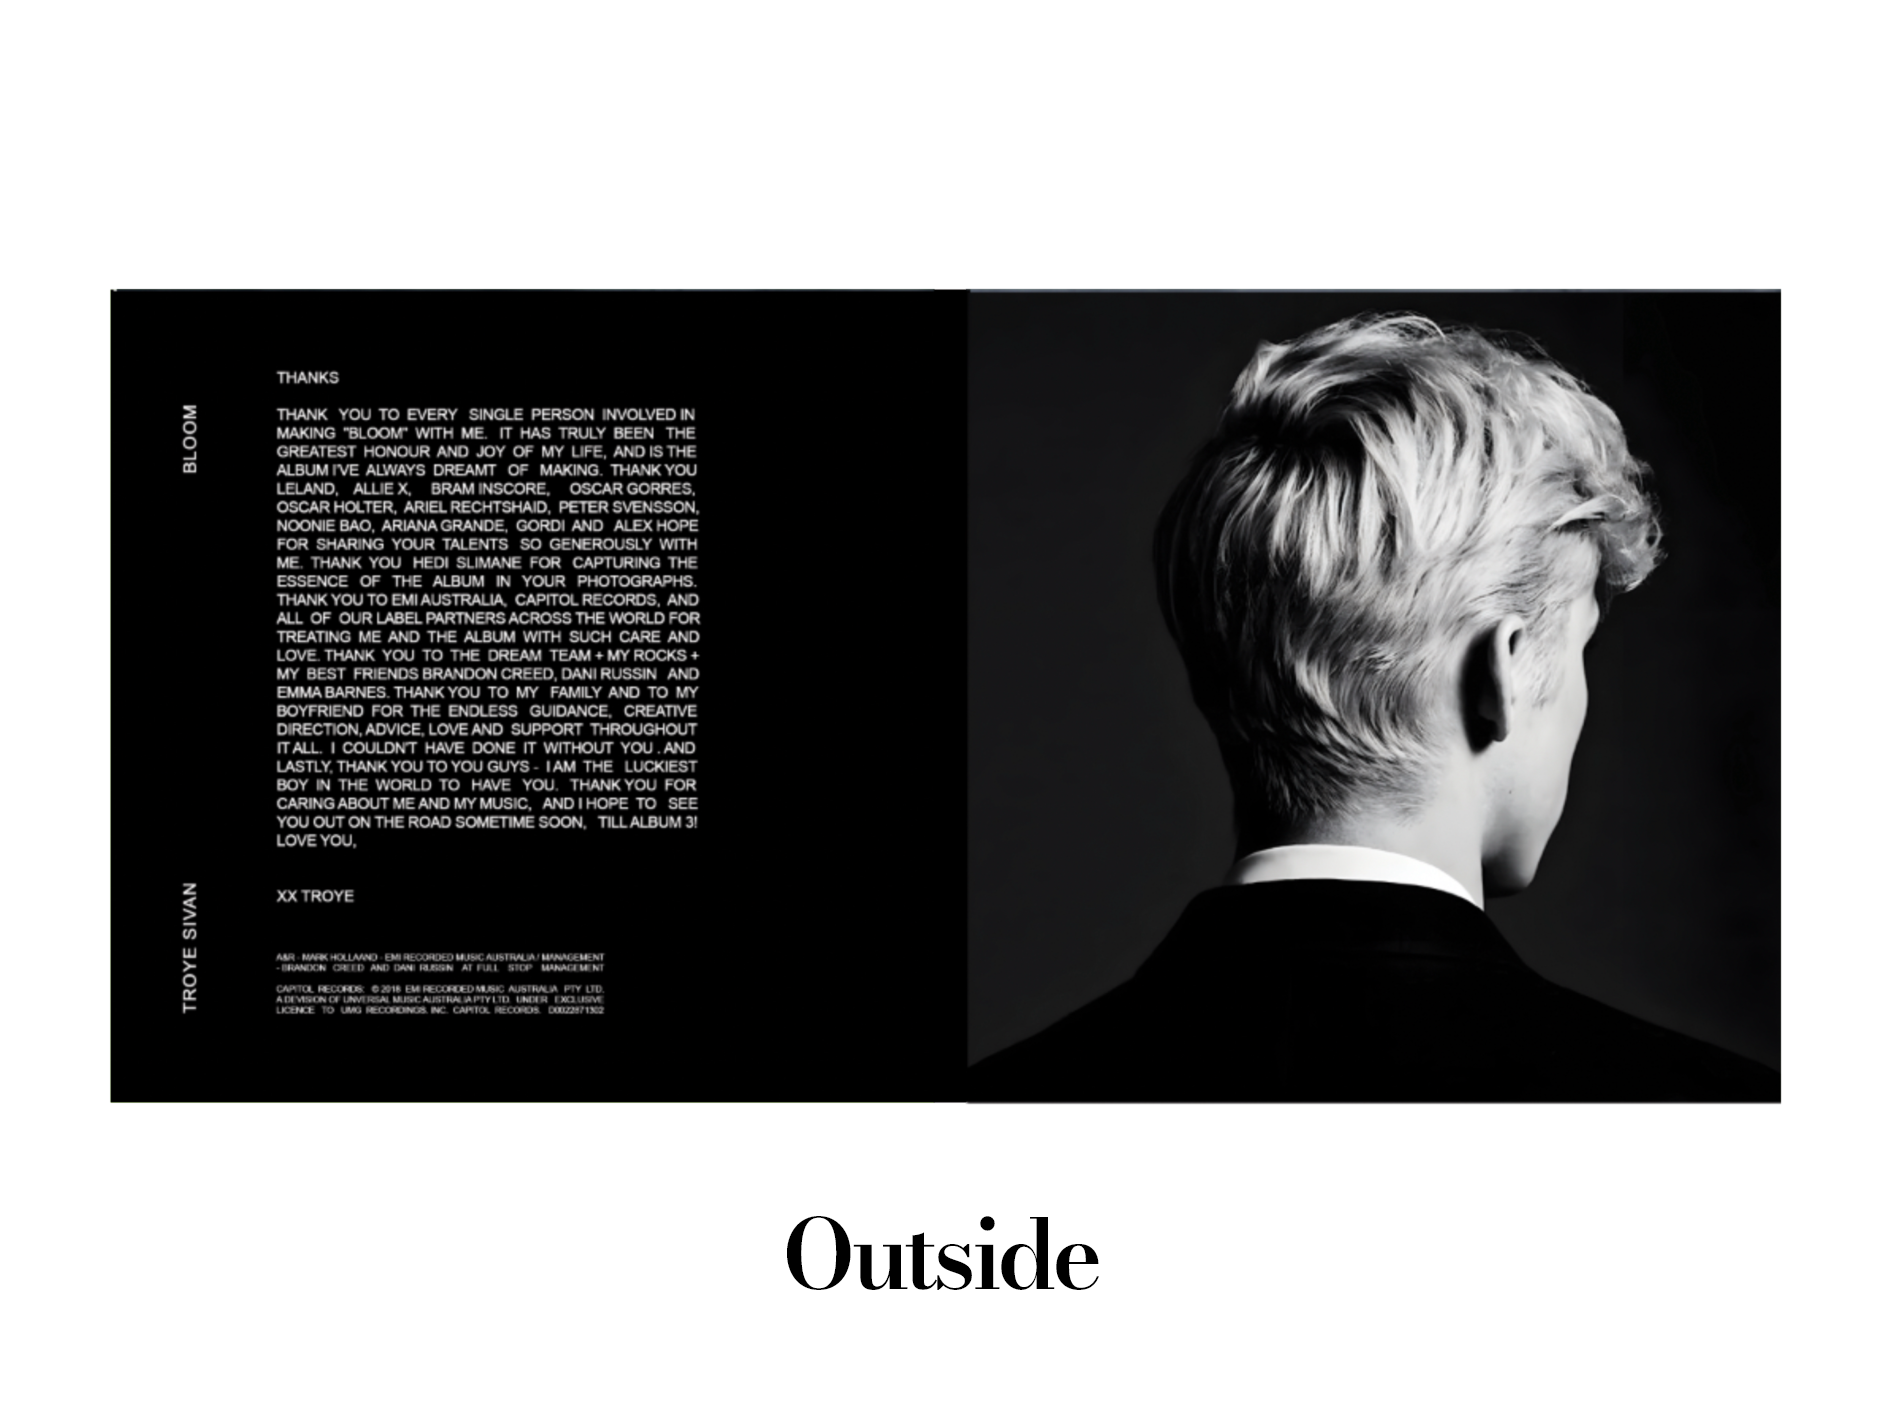 BLOOM
TROYE SIVAN
THANKS
THANK YOU TO EVERY SINGLE PERSON INVOLVED IN
MAKING "BLOOM" WITH ME. IT HAS TRULY BEEN THE
GREATEST HONOUR AND JOY OF MY LIFE, AND IS THE
ALBUM I'VE ALWAYS DREAMT OF MAKING. THANK YOU
LELAND, ALLIE X, BRAM INSCORE, OSCAR GORRES,
OSCAR HOLTER, ARIEL RECHTSHAID, PETER SVENSSON,
NOONIE BAO, ARIANA GRANDE, GORDI AND ALEX HOPE
FOR SHARING YOUR TALENTS SO GENEROUSLY WITH
ME. THANK YOU HEDI SLIMANE FOR CAPTURING THE
ESSENCE OF THE ALBUM IN YOUR PHOTOGRAPHS.
THANK YOU TO EMI AUSTRALIA, CAPITOL RECORDS, AND
ALL OF OUR LABEL PARTNERS ACROSS THE WORLD FOR
TREATING ME AND THE ALBUM WITH SUCH CARE AND
LOVE. THANK YOU TO THE DREAM TEAM + MY ROCKS +
MY BEST FRIENDS BRANDON CREED, DANI RUSSIN AND
EMMA BARNES. THANK YOU TO MY FAMILY AND TO MY
BOYFRIEND FOR THE ENDLESS GUIDANCE, CREATIVE
DIRECTION, ADVICE, LOVE AND SUPPORT THROUGHOUT
IT ALL. I COULDN'T HAVE DONE IT WITHOUT YOU . AND
LASTLY, THANK YOU TO YOU GUYS - I AM THE LUCKIEST
BOY IN THE WORLD TO HAVE YOU. THANK YOU FOR
CARING ABOUT ME AND MY MUSIC, AND I HOPE TO SEE
YOU OUT ON THE ROAD SOMETIME SOON, TILL ALBUM 3!
LOVE YOU,
XX TROYE
A&R - MARK HOLLAAND - EMI RECORDED MUSIC AUSTRALIA / MANAGEMENT
- BRANDON CREED AND DANI RUSSIN AT FULL STOP MANAGEMENT
CAPITOL RECORDS: © 2018 EMI RECORDED MUSIC AUSTRALIA PTY LTD.
A DEVISION OF UNVERSAL MUSIC AUSTRALIA PTY LTD. UNDER EXCLUSIVE
LICENCE TO UMG RECORDINGS. INC. CAPITOL RECORDS. D0022871302
Outside